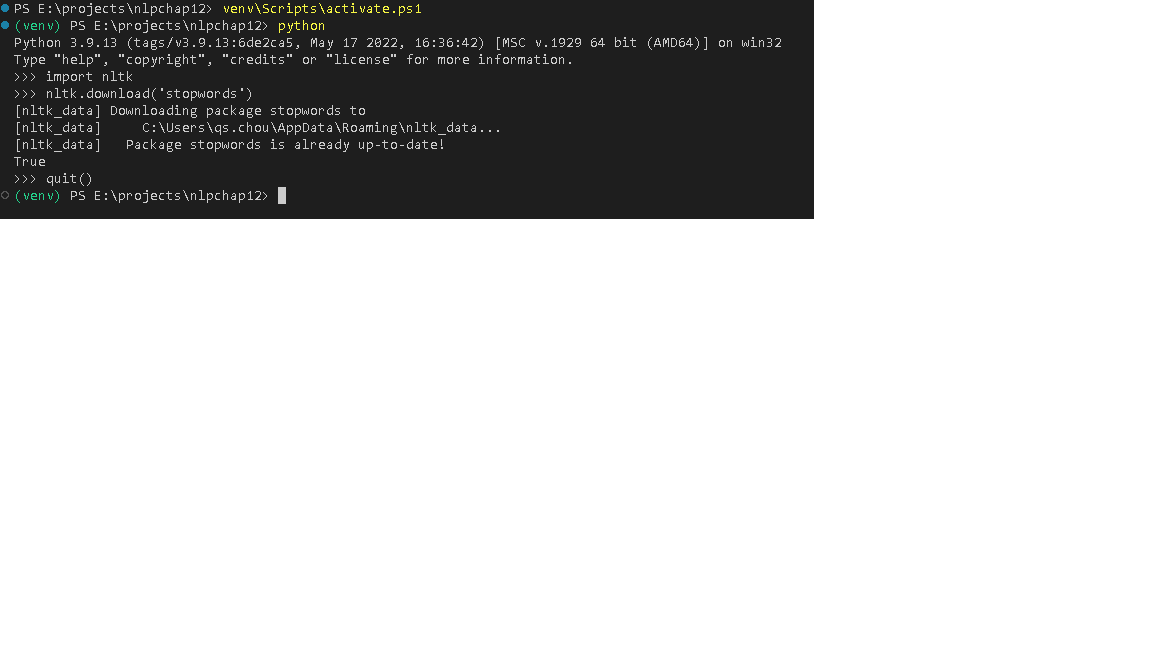 PS E:\projects\nlpchap12> venv\Scripts\activate.ps1
(venv) PS E:\projects\nlpchap12> python
Python 3.9.13 (tags/v3.9.13:6de2ca5, May 17 2022, 16:36:42) [MSC v.1929 64 bit (AMD64)] on win32
Type "help", "copyright", "credits" or "license" for more information.
>>> import nltk
>>> nltk.download('stopwords')
[nltk_data] Downloading package stopwords to
[nltk_data]     C:\Users\qs.chou\AppData\Roaming\nltk_data...
[nltk_data]   Package stopwords is already up-to-date!
True
>>> quit()
(venv) PS E:\projects\nlpchap12>